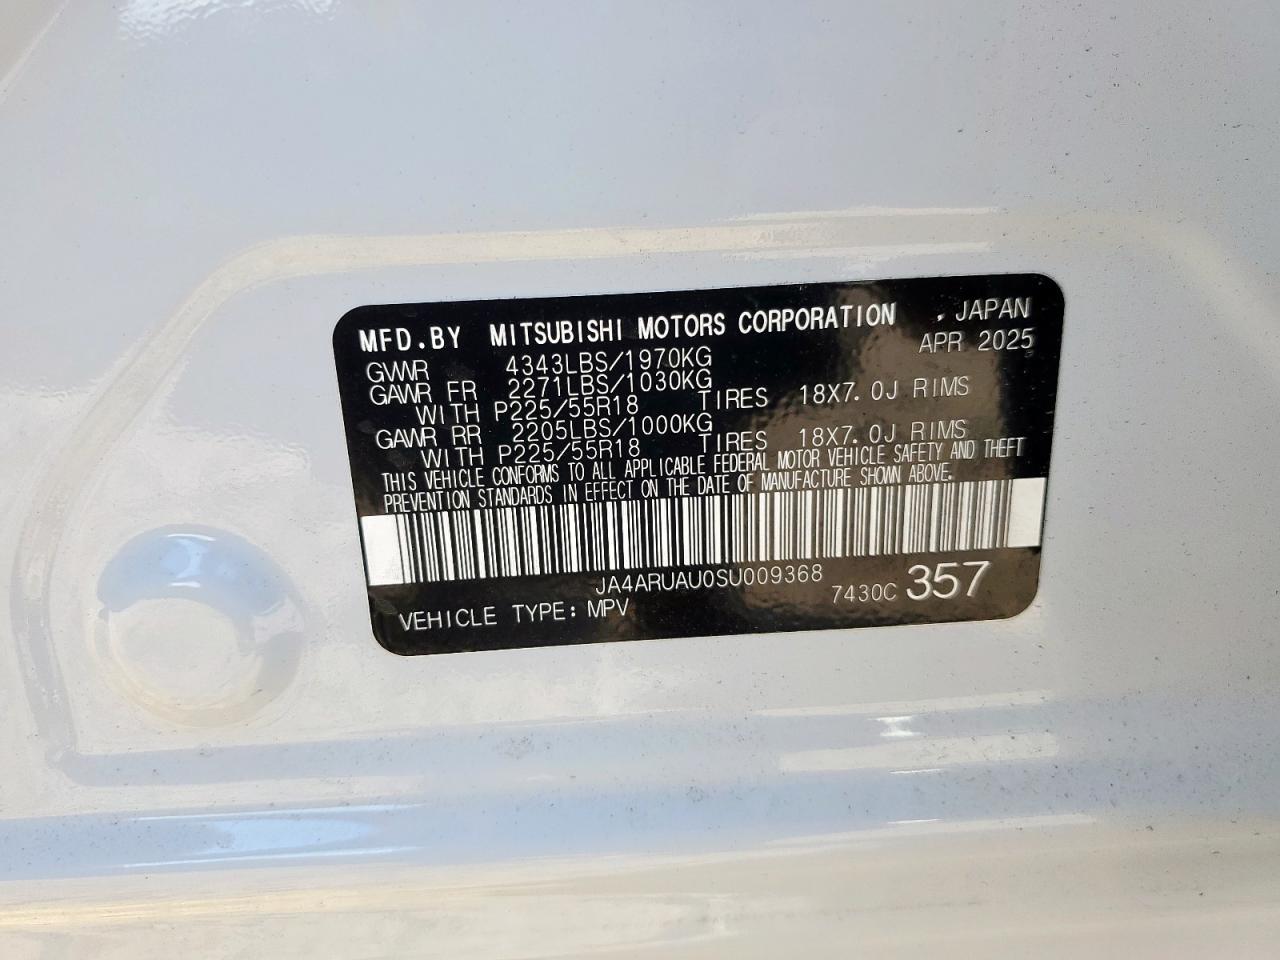 MFD.BY MITSUBISHI MOTORS CORPORATION , JAPAN
GVWR 4343LBS/1970KG APR 2025
GAWR FR 2271LBS/1030KG
WITH P225/55R18 TIRES 18X7.0J RIMS
GAWR RR 2205LBS/1000KG
WITH P225/55R18 TIRES 18X7.0J RIMS
THIS VEHICLE CONFORMS TO ALL APPLICABLE FEDERAL MOTOR VEHICLE SAFETY AND THEFT
PREVENTION STANDARDS IN EFFECT ON THE DATE OF MANUFACTURE SHOWN ABOVE.
JA4ARUAU0SU009368
VEHICLE TYPE: MPV 7430C 357